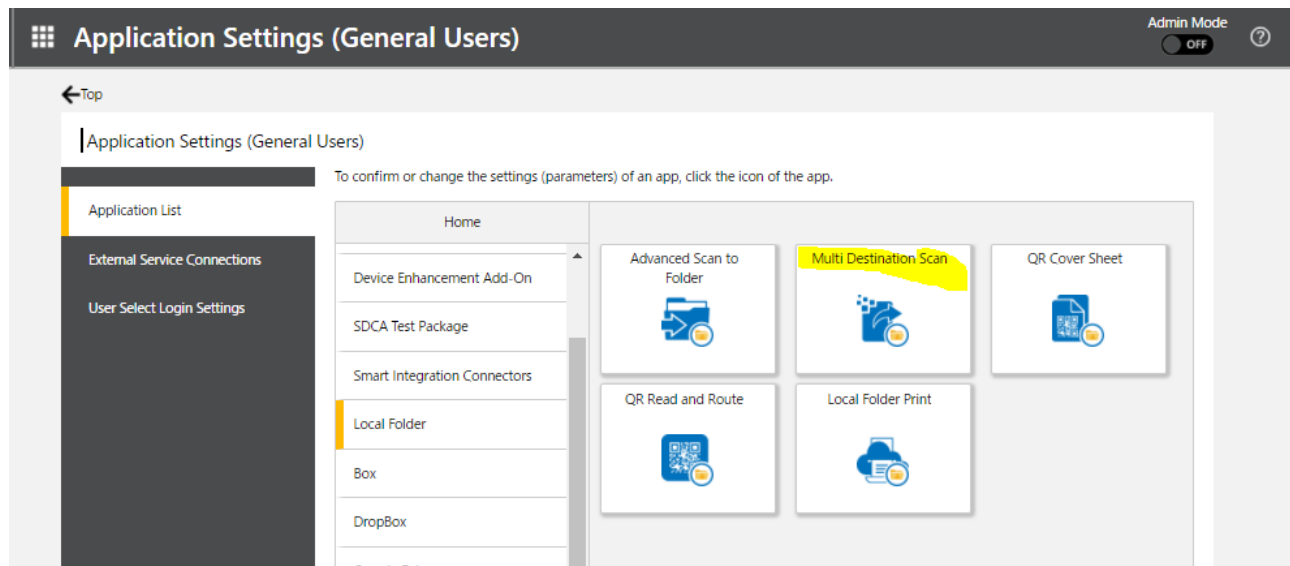 Application Settings (General Users)
Admin Mode
OFF
?
Top
Application Settings (General Users)
To confirm or change the settings (parameters) of an app, click the icon of the app.
Application List
External Service Connections
User Select Login Settings
Home
Device Enhancement Add-On
SDCA Test Package
Smart Integration Connectors
Local Folder
Box
DropBox
Advanced Scan to
Folder
Multi Destination Scan
QR Cover Sheet
QR Read and Route
Local Folder Print